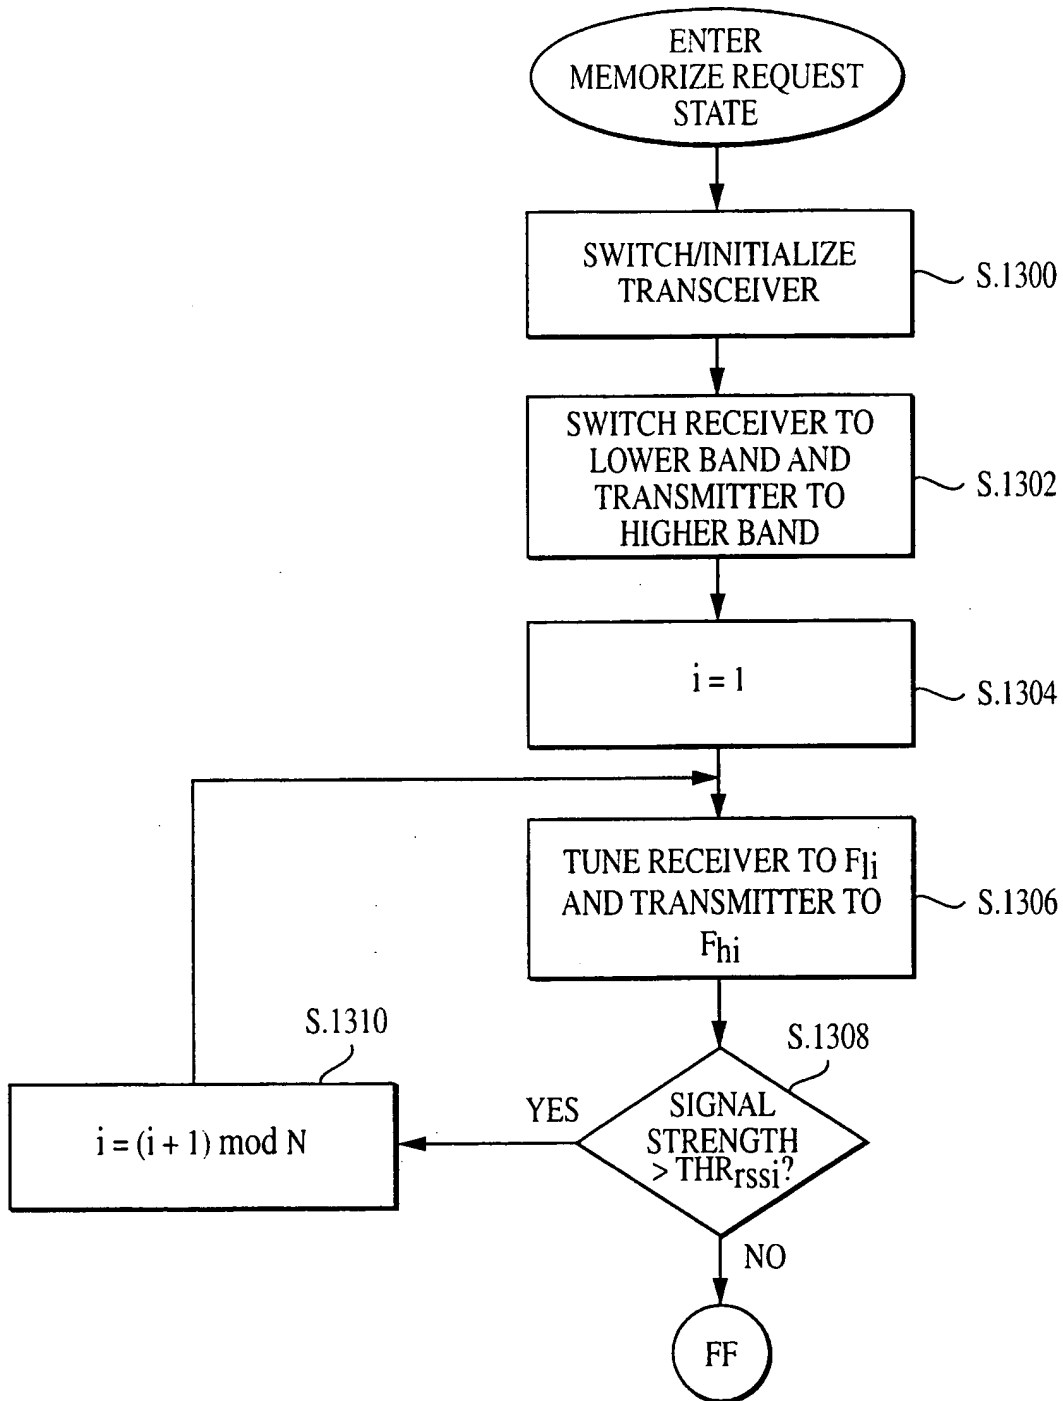 ENTER
MEMORIZE REQUEST
STATE
SWITCH/INITIALIZE
TRANSCEIVER
S.1300
SWITCH RECEIVER TO
LOWER BAND AND
TRANSMITTER TO
HIGHER BAND
S.1302
i = 1
S.1304
TUNE RECEIVER TO Fli
AND TRANSMITTER TO
Fhi
S.1306
S.1310
S.1308
i = (i + 1) mod N
YES
SIGNAL
STRENGTH
> THRrssi?
NO
FF